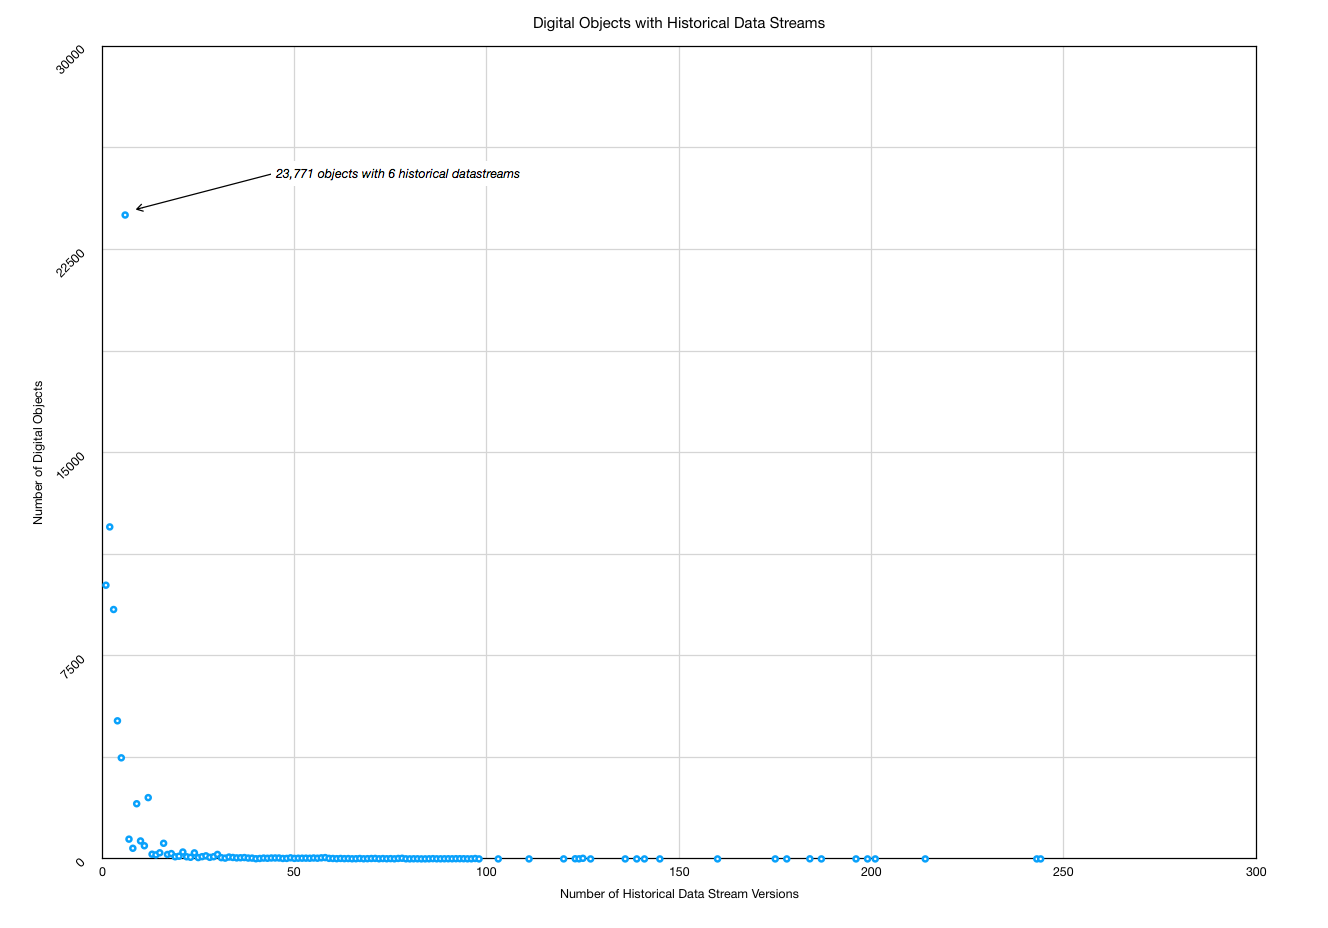 Digital Objects with Historical Data Streams
30000
23,771 objects with 6 historical datastreams
22500
15000
Number of Digital Objects
7500
0
0 50 100 150 200 250 300
Number of Historical Data Stream Versions